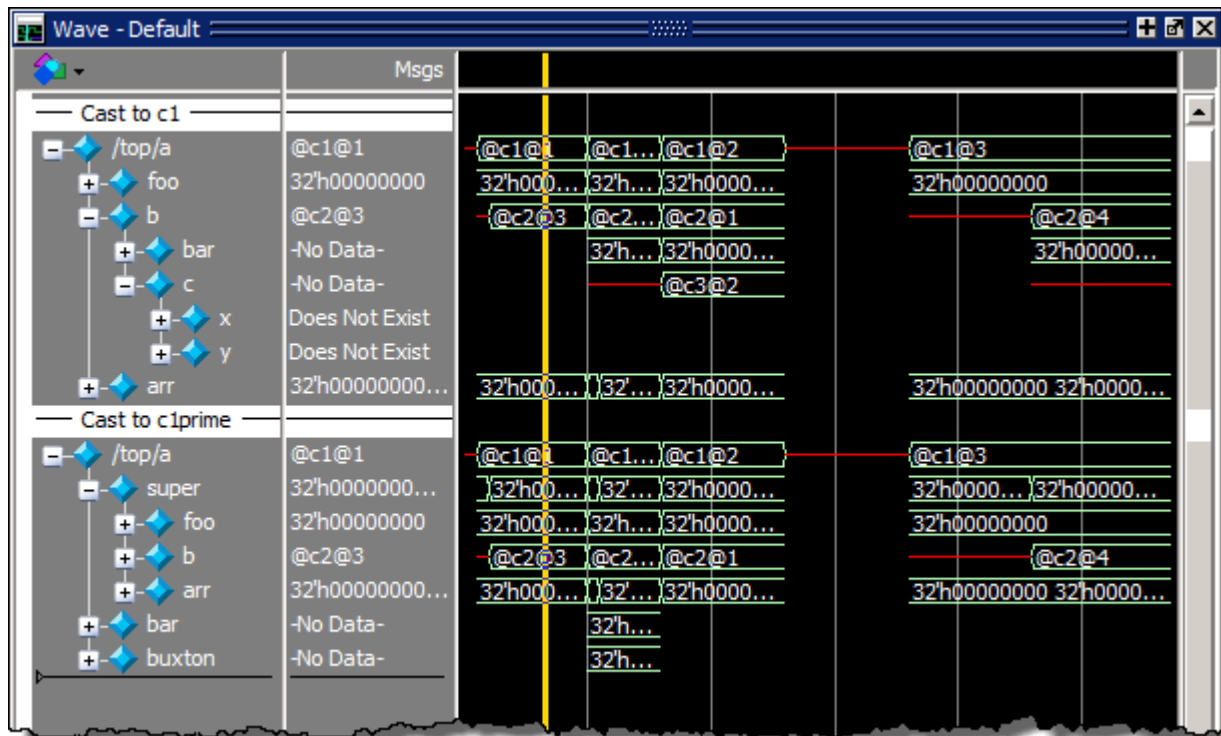 Wave - Default
Msgs
Cast to c1
/top/a @c1@1 @c1@1 @c1... @c1@2 @c1@3
foo 32'h00000000 32'h000... 32'h... 32'h0000... 32'h00000000
b @c2@3 @c2@3 @c2... @c2@1 @c2@4
bar -No Data- 32'h... 32'h0000... 32'h00000...
c -No Data- @c3@2
x Does Not Exist
y Does Not Exist
arr 32'h00000000... 32'h000... 32'... 32'h0000... 32'h00000000 32'h0000...
Cast to c1prime
/top/a @c1@1 @c1@1 @c1... @c1@2 @c1@3
super 32'h0000000... 32'h00... 32'... 32'h0000... 32'h0000... 32'h00000...
foo 32'h00000000 32'h000... 32'h... 32'h0000... 32'h00000000
b @c2@3 @c2@3 @c2... @c2@1 @c2@4
arr 32'h00000000... 32'h000... 32'... 32'h0000... 32'h00000000 32'h0000...
bar -No Data- 32'h...
buxton -No Data- 32'h...